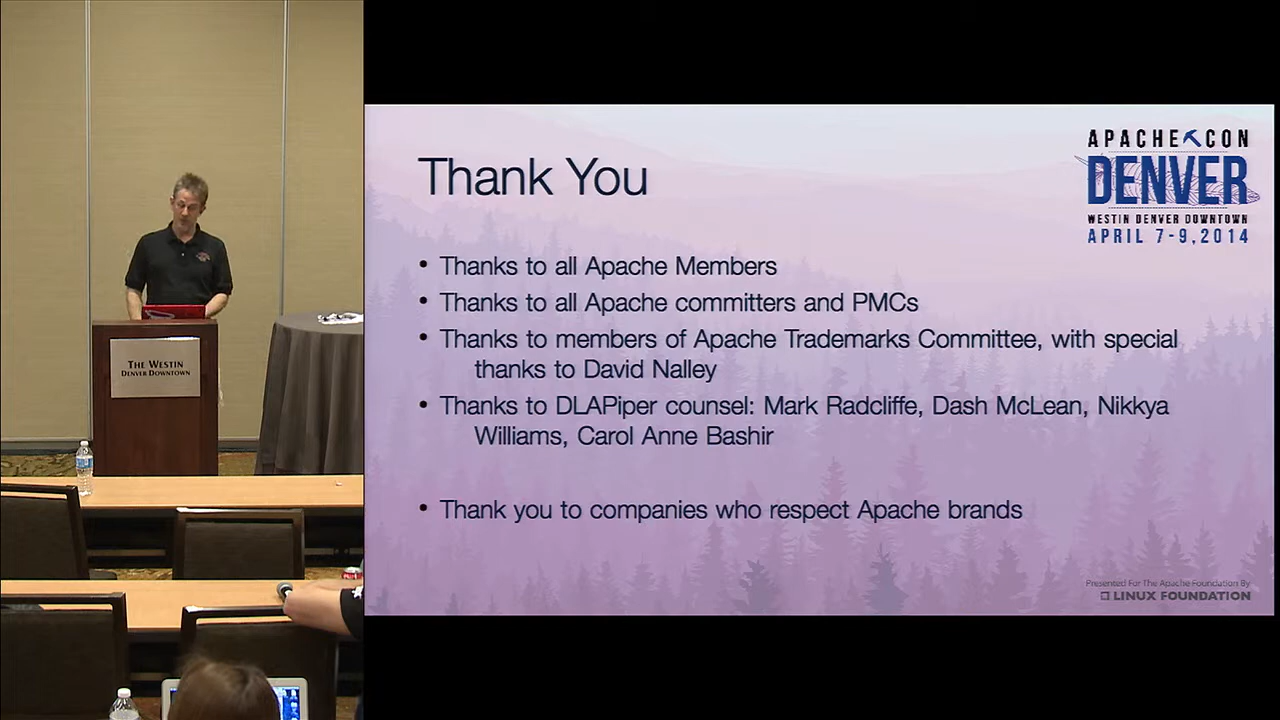 THE WESTIN
DENVER DOWNTOWN
APACHE CON
DENVER
WESTIN DENVER DOWNTOWN
APRIL 7-9, 2014
Thank You
• Thanks to all Apache Members
• Thanks to all Apache committers and PMCs
• Thanks to members of Apache Trademarks Committee, with special
thanks to David Nalley
• Thanks to DLAPiper counsel: Mark Radcliffe, Dash McLean, Nikkya
Williams, Carol Anne Bashir
• Thank you to companies who respect Apache brands
Presented For The Apache Foundation By
LINUX FOUNDATION